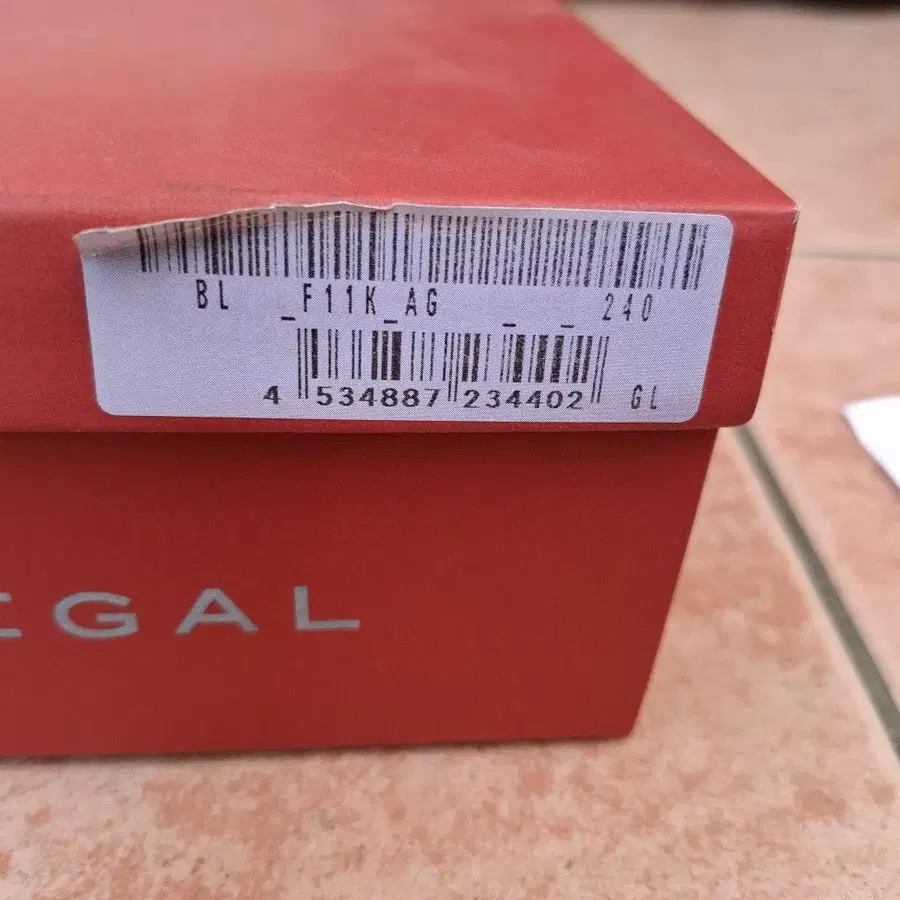 BL _F11K_AG _ _ 240
4 534887 234402 GL
EGAL